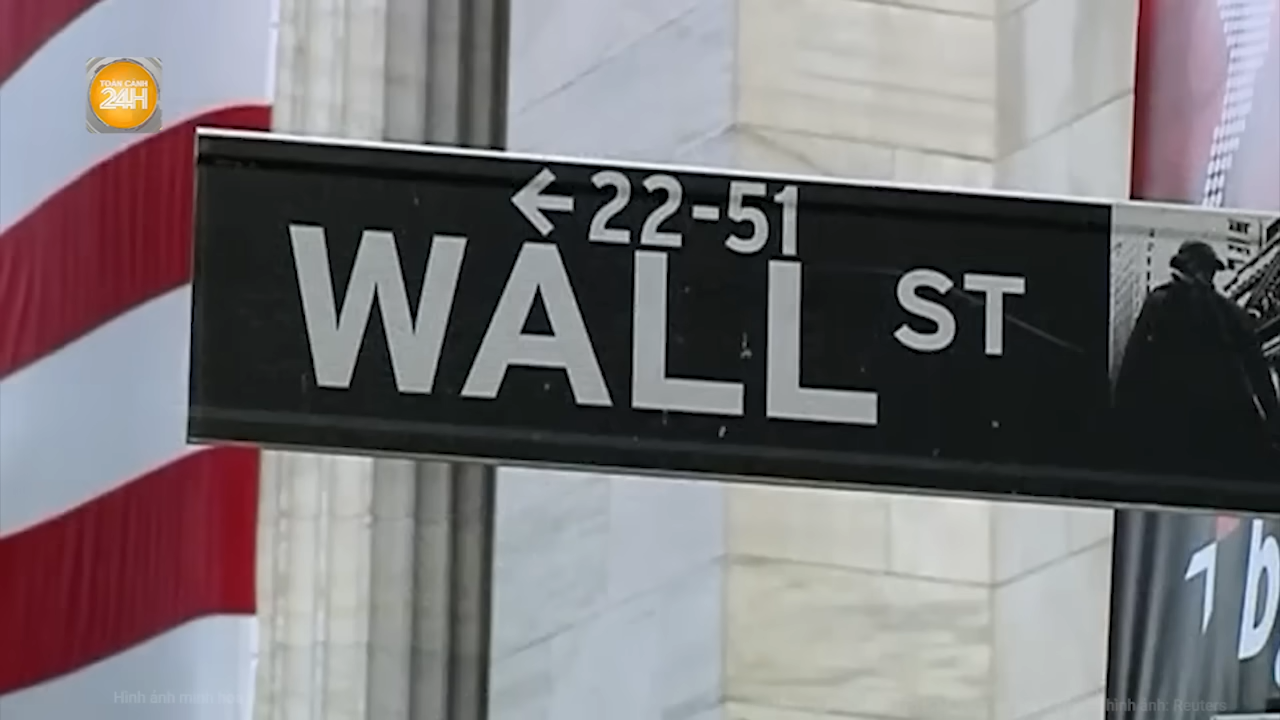 TOÀN CẢNH
24H
←22-51
WALL ST
Hình ảnh minh họa
hình ảnh: Reuters